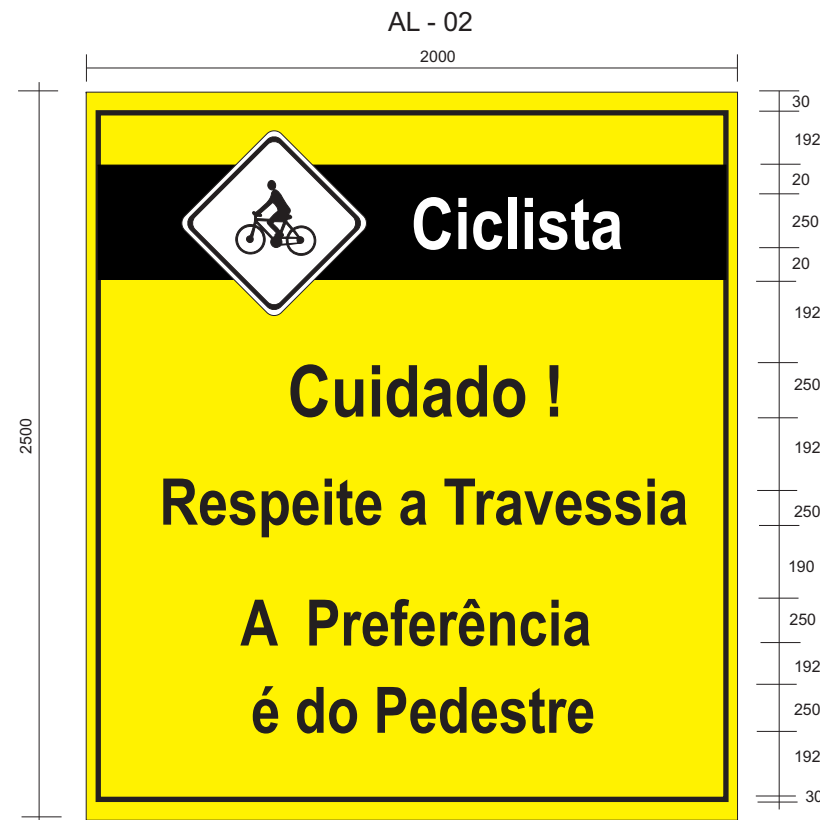 AL - 02
2000
2500
30
192
20
250
20
192
250
192
250
190
250
192
250
192
30
Ciclista
Cuidado !
Respeite a Travessia
A Preferência
é do Pedestre